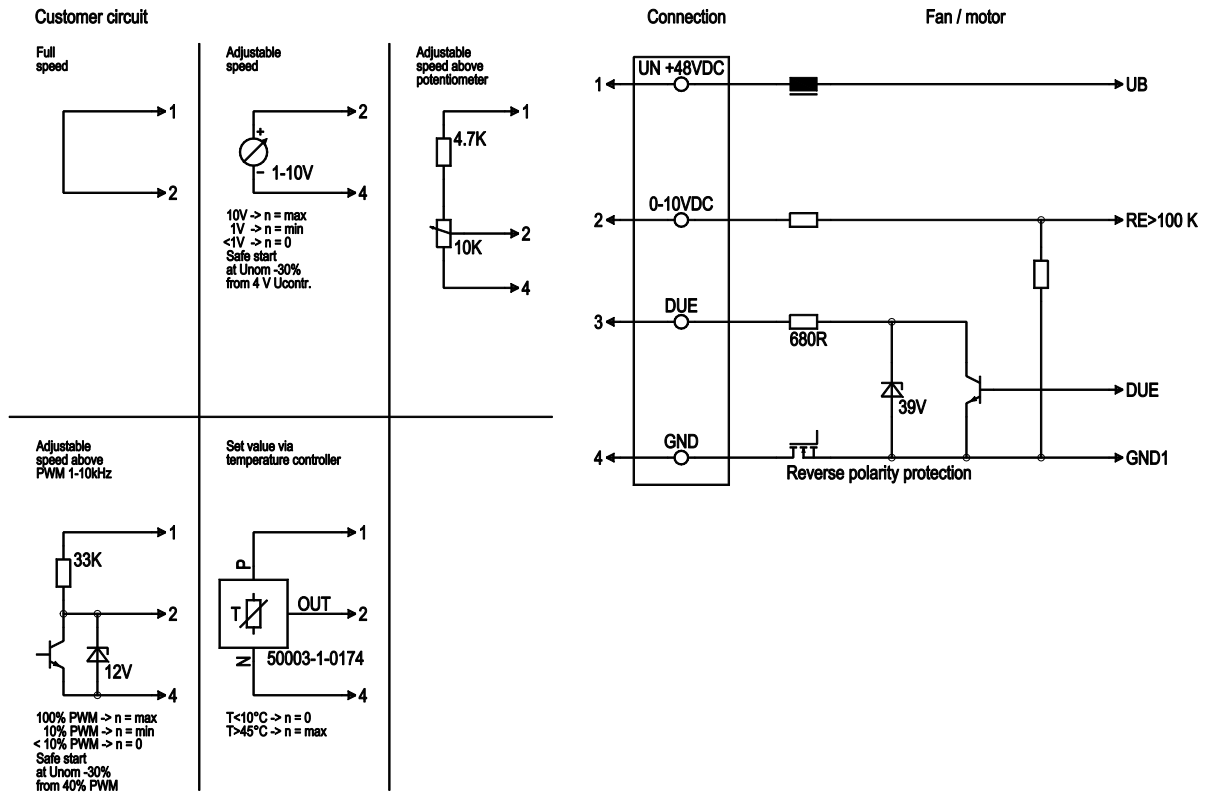 Customer circuit
Full
speed
1
2
Adjustable
speed
2
+
1-10V
−
4
10V -> n = max
1V -> n = min
<1V -> n = 0
Safe start
at Unom -30%
from 4 V Ucontr.
Adjustable
speed above
potentiometer
1
4.7K
2
10K
4
Adjustable
speed above
PWM 1-10kHz
1
33K
2
12V
4
100% PWM -> n = max
10% PWM -> n = min
< 10% PWM -> n = 0
Safe start
at Unom -30%
from 40% PWM
Set value via
temperature controller
1
P
T
OUT
2
N
50003-1-0174
4
T<10°C -> n = 0
T>45°C -> n = max
Connection
Fan / motor
UN +48VDC
1
UB
0-10VDC
2
RE>100 K
DUE
3
680R
39V
DUE
GND
4
GND1
Reverse polarity protection